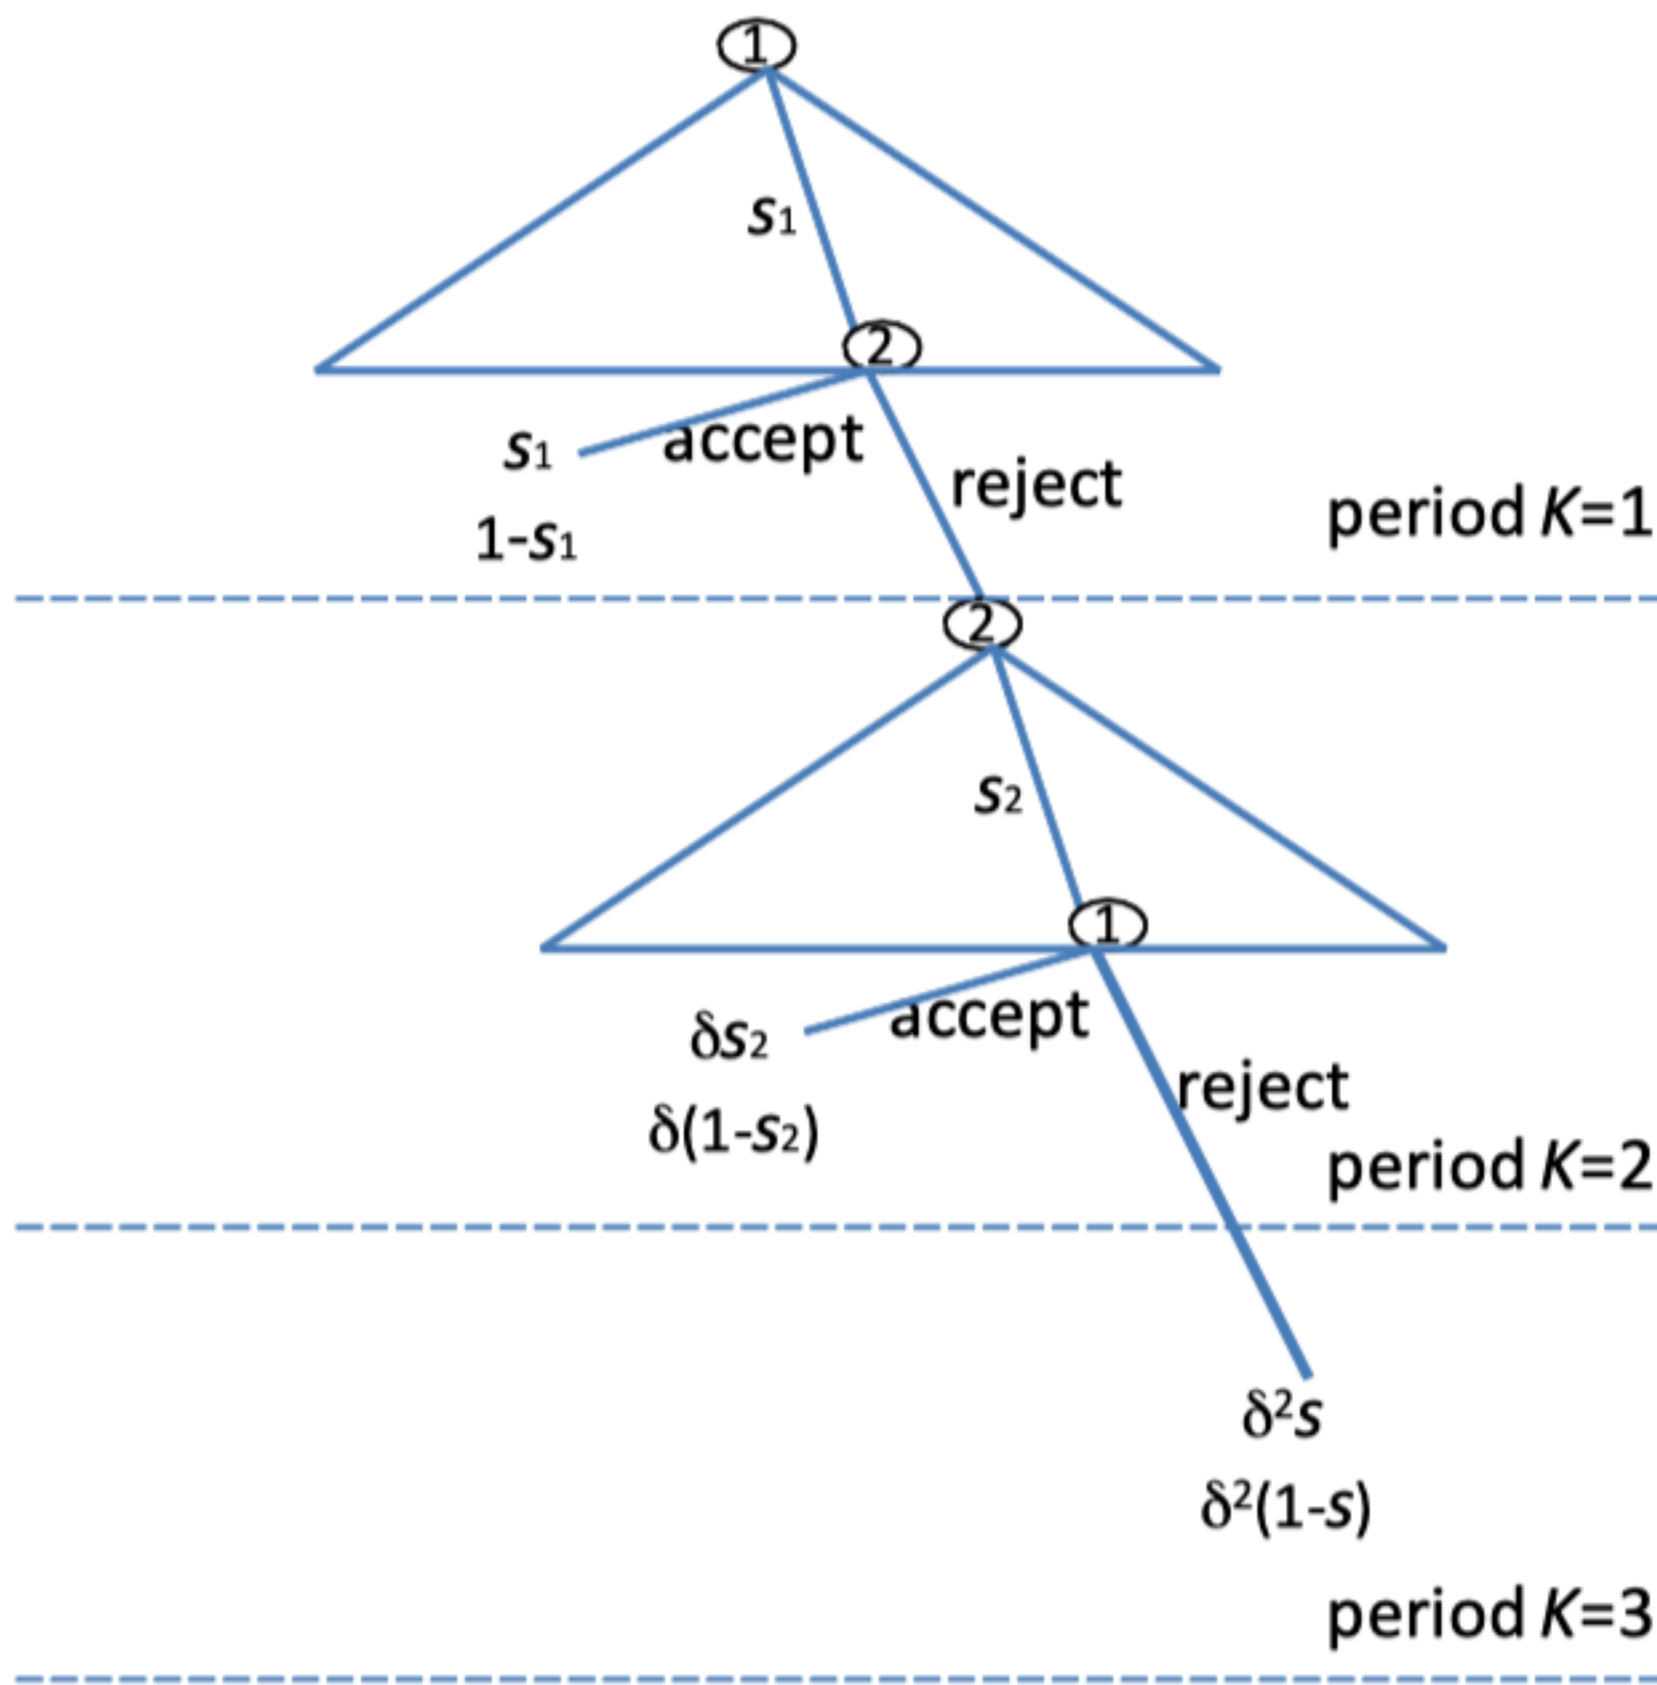 1
s₁
2
s₁ accept
reject
1-s₁
period K=1
2
s₂
1
δs₂ accept
reject
δ(1-s₂)
period K=2
δ²s
δ²(1-s)
period K=3